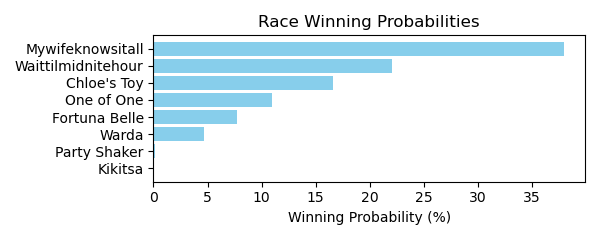 Race Winning Probabilities
Mywifeknowsitall
Waittilmidnitehour
Chloe's Toy
One of One
Fortuna Belle
Warda
Party Shaker
Kikitsa
0 5 10 15 20 25 30 35
Winning Probability (%)